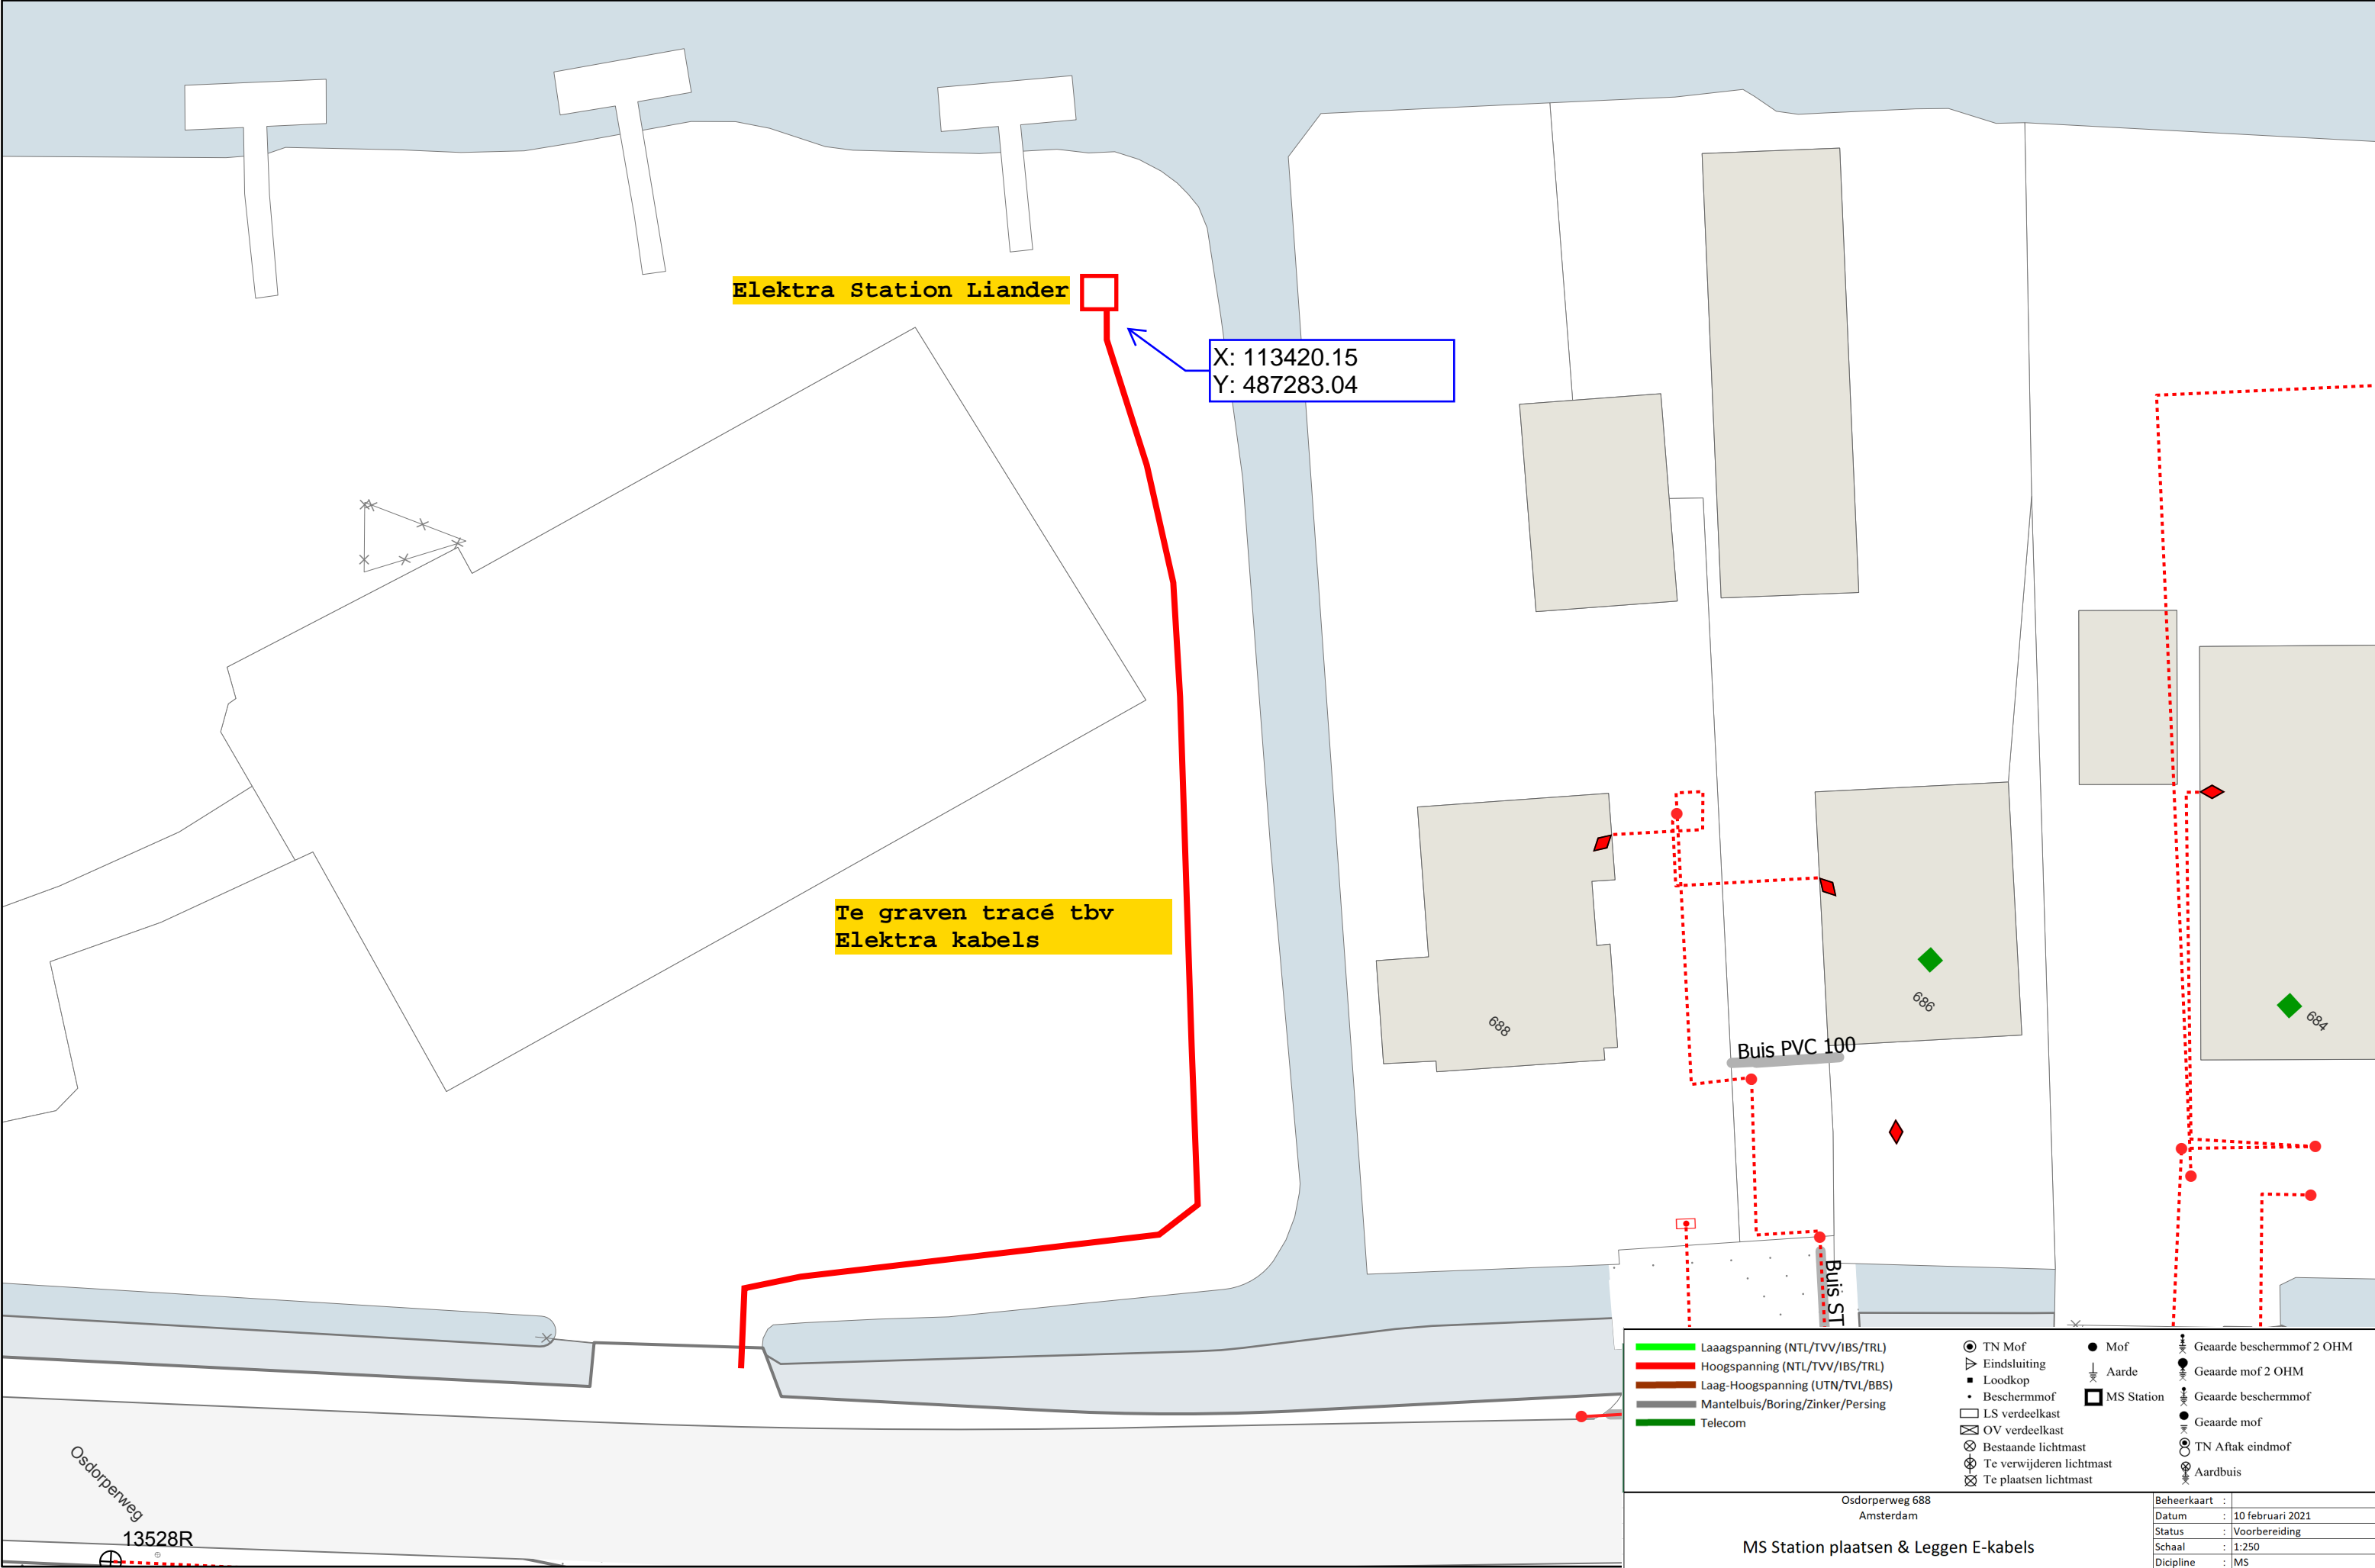 Elektra Station Liander
X: 113420.15
Y: 487283.04
Te graven tracé tbv
Elektra kabels
688
686
684
Buis PVC 100
Buis ST
Osdorperweg
13528R
Laaagspanning (NTL/TVV/IBS/TRL)
Hoogspanning (NTL/TVV/IBS/TRL)
Laag-Hoogspanning (UTN/TVL/BBS)
Mantelbuis/Boring/Zinker/Persing
Telecom
TN Mof
Eindsluiting
Loodkop
Beschermmof
LS verdeelkast
OV verdeelkast
Bestaande lichtmast
Te verwijderen lichtmast
Te plaatsen lichtmast
Mof
Aarde
MS Station
Geaarde beschermmof 2 OHM
Geaarde mof 2 OHM
Geaarde beschermmof
Geaarde mof
TN Aftak eindmof
Aardbuis
Osdorperweg 688
Amsterdam
MS Station plaatsen & Leggen E-kabels
Beheerkaart :
Datum : 10 februari 2021
Status : Voorbereiding
Schaal : 1:250
Dicipline : MS